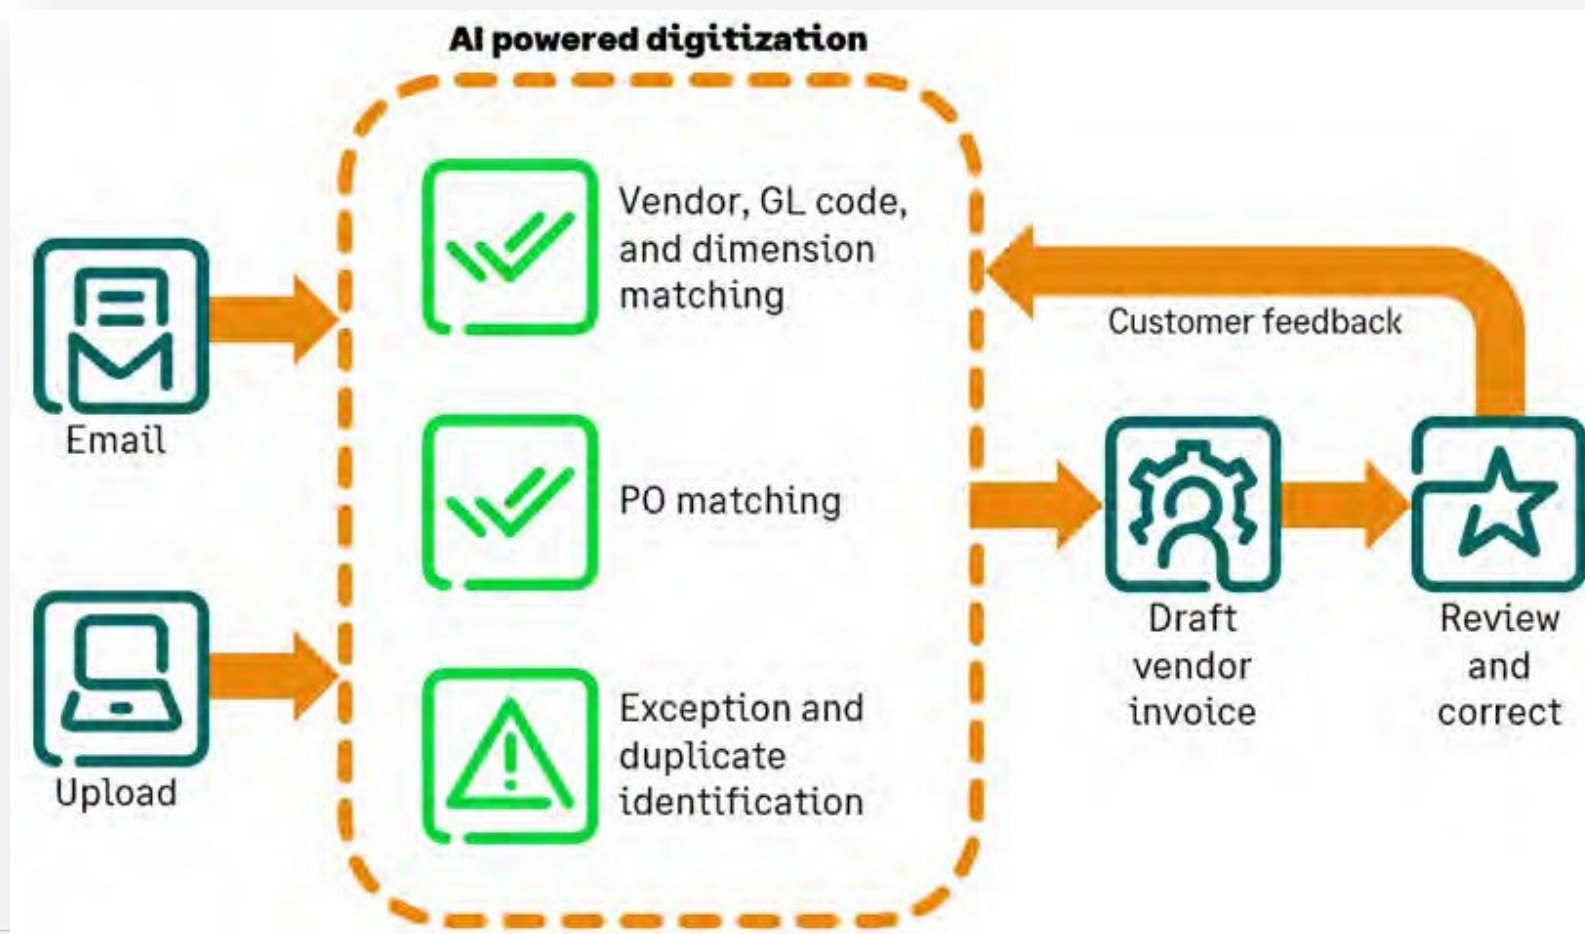 AI powered digitization
Vendor, GL code,
and dimension
matching
Customer feedback
Email
PO matching
Draft
vendor
invoice
Review
and
correct
Exception and
duplicate
identification
Upload